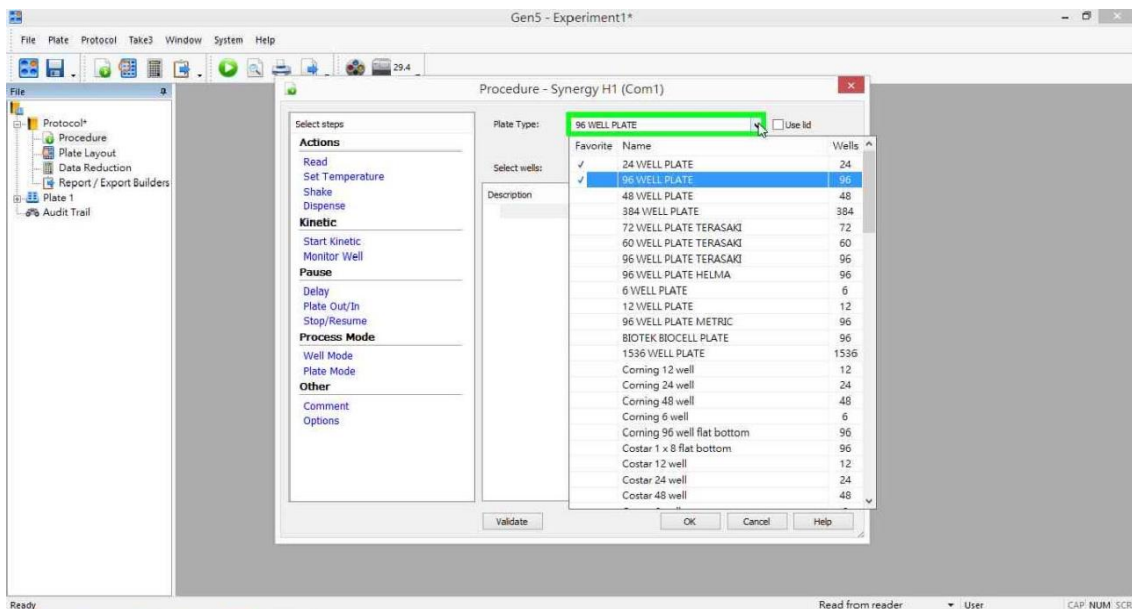 Gen5 - Experiment1*
File Plate Protocol Take3 Window System Help
29.4
File
Protocol*
Procedure
Plate Layout
Data Reduction
Report / Export Builders
Plate 1
Audit Trail
Procedure - Synergy H1 (Com1)
Select steps
Actions
Read
Set Temperature
Shake
Dispense
Kinetic
Start Kinetic
Monitor Well
Pause
Delay
Plate Out/In
Stop/Resume
Process Mode
Well Mode
Plate Mode
Other
Comment
Options
Plate Type: 96 WELL PLATE Use lid
Select wells:
Description
Favorite Name Wells
✓ 24 WELL PLATE 24
✓ 96 WELL PLATE 96
48 WELL PLATE 48
384 WELL PLATE 384
72 WELL PLATE TERASAKI 72
60 WELL PLATE TERASAKI 60
96 WELL PLATE TERASAKI 96
96 WELL PLATE HELMA 96
6 WELL PLATE 6
12 WELL PLATE 12
96 WELL PLATE METRIC 96
BIOTEK BIOCELL PLATE 96
1536 WELL PLATE 1536
Corning 12 well 12
Corning 24 well 24
Corning 48 well 48
Corning 6 well 6
Corning 96 well flat bottom 96
Costar 1 x 8 flat bottom 96
Costar 12 well 12
Costar 24 well 24
Costar 48 well 48
Validate OK Cancel Help
Ready Read from reader User CAP NUM SCR